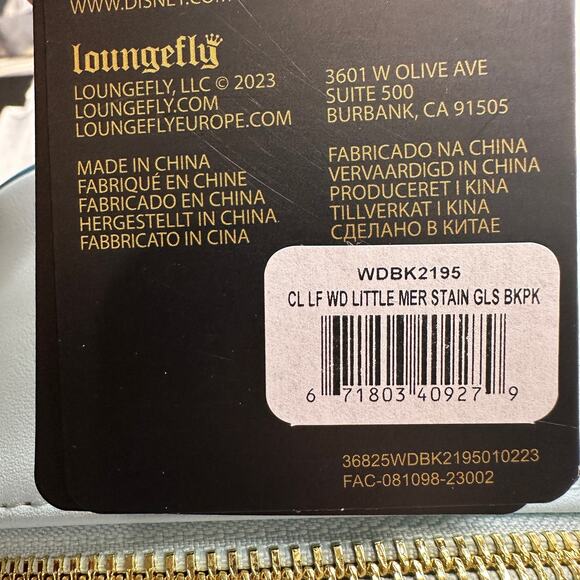 WWW.DISNEY.COM
loungefly
LOUNGEFLY, LLC © 2023
LOUNGEFLY.COM
LOUNGEFLYEUROPE.COM
3601 W OLIVE AVE
SUITE 500
BURBANK, CA 91505
MADE IN CHINA
FABRIQUÉ EN CHINE
FABRICADO EN CHINA
HERGESTELLT IN CHINA
FABBRICATO IN CINA
FABRICADO NA CHINA
VERVAARDIGD IN CHINA
PRODUCERET I KINA
TILLVERKAT I KINA
СДЕЛАНО В КИТАЕ
WDBK2195
CL LF WD LITTLE MER STAIN GLS BKPK
6 71803 40927 9
36825WDBK2195010223
FAC-081098-23002